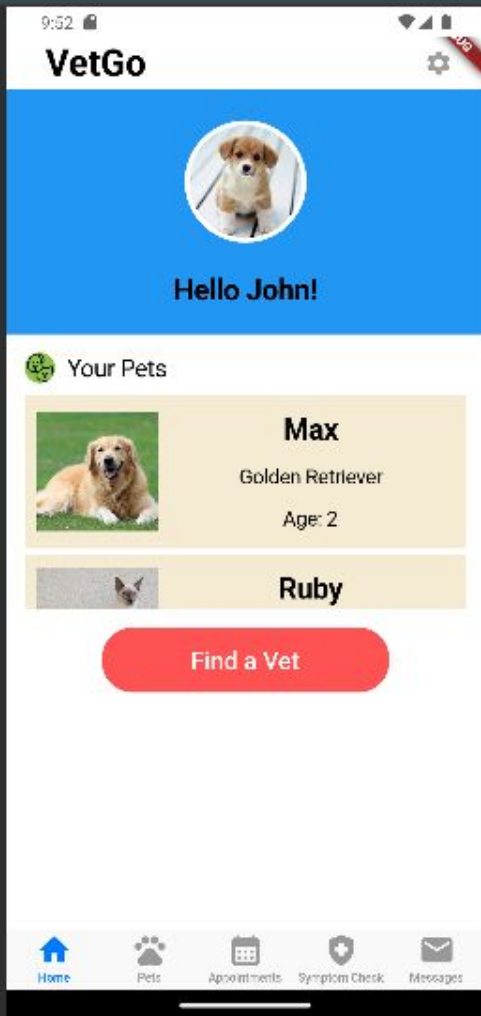 9:52
VetGo
Hello John!
Your Pets
Max
Golden Retriever
Age: 2
Ruby
Find a Vet
Home
Pets
Appointments
Symptom Check
Messages